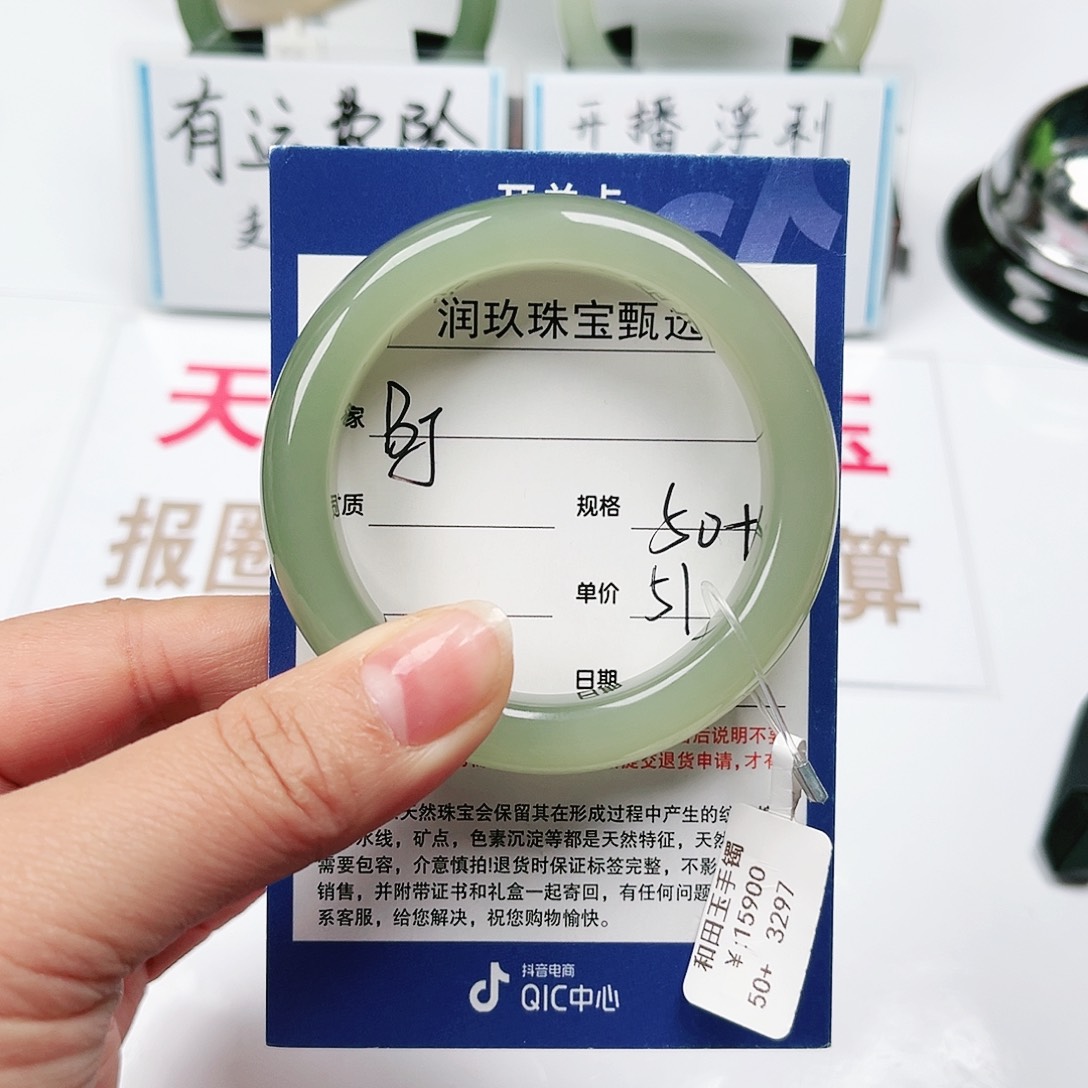 有运费险
开播浮利
开单卡
润玖珠宝甄选
天
玉
家
质
规格 50+
报圈
算
单价 51
日期
后说明不
提交退货申请,才有
天然珠宝会保留其在形成过程中产生的
水线,矿点,色素沉淀等都是天然特征,天然
需要包容,介意慎拍!退货时保证标签完整,不影
销售,并附带证书和礼盒一起寄回,有任何问题
系客服,给您解决,祝您购物愉快。
和田玉手镯
¥:15900
50+ 3297
抖音电商
QIC中心